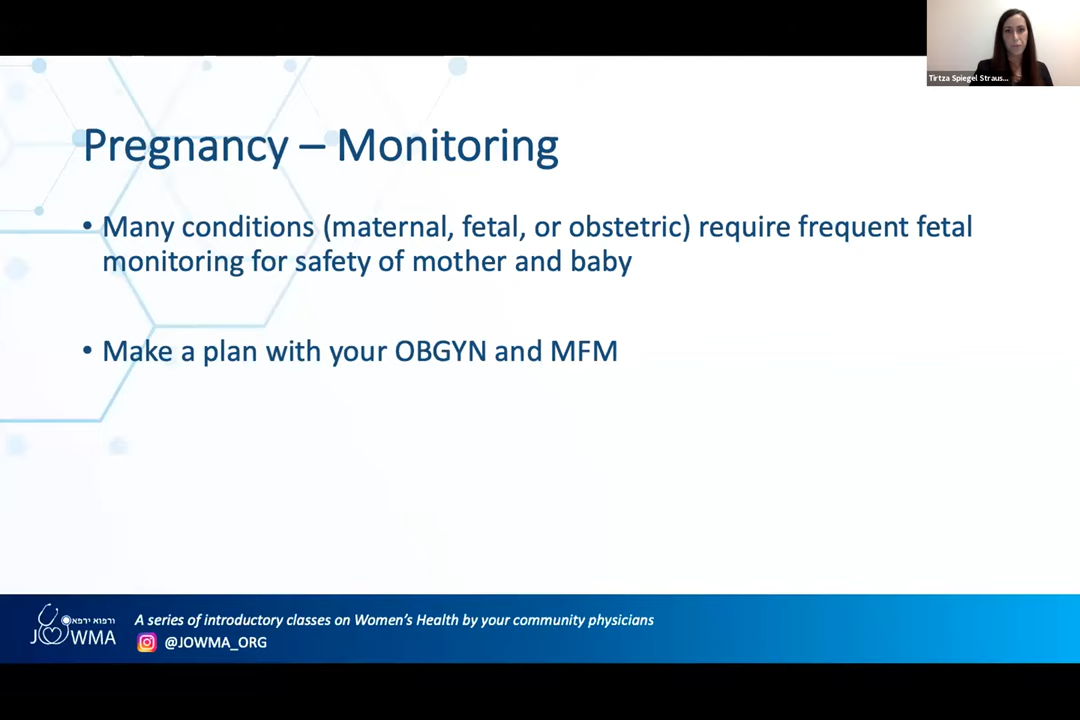 Tirtza Spiegel Straus...
Pregnancy – Monitoring
• Many conditions (maternal, fetal, or obstetric) require frequent fetal
monitoring for safety of mother and baby
• Make a plan with your OBGYN and MFM
ורפוא ירפא
JOWMA
A series of introductory classes on Women's Health by your community physicians
@JOWMA_ORG